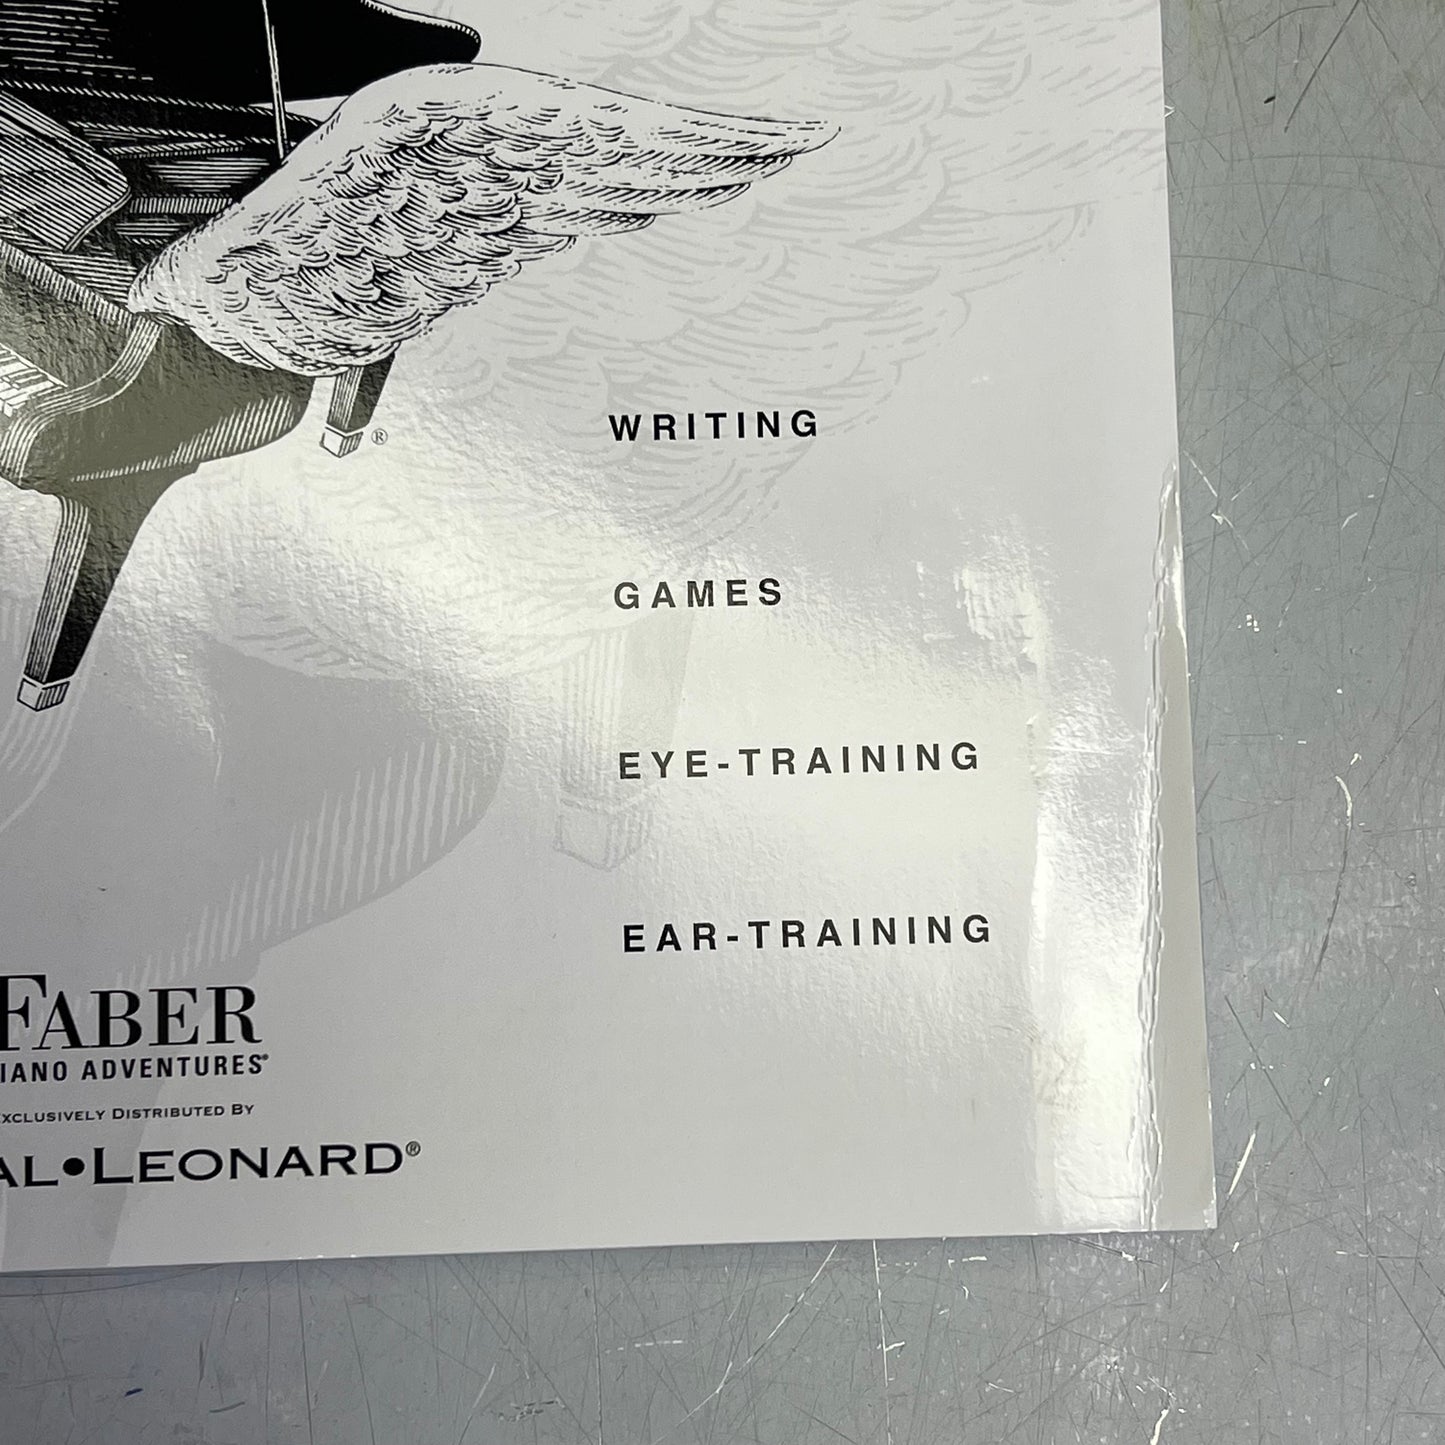 ®
WRITING
GAMES
EYE-TRAINING
EAR-TRAINING
FABER
IANO ADVENTURES®
XCLUSIVELY DISTRIBUTED BY
AL•LEONARD®